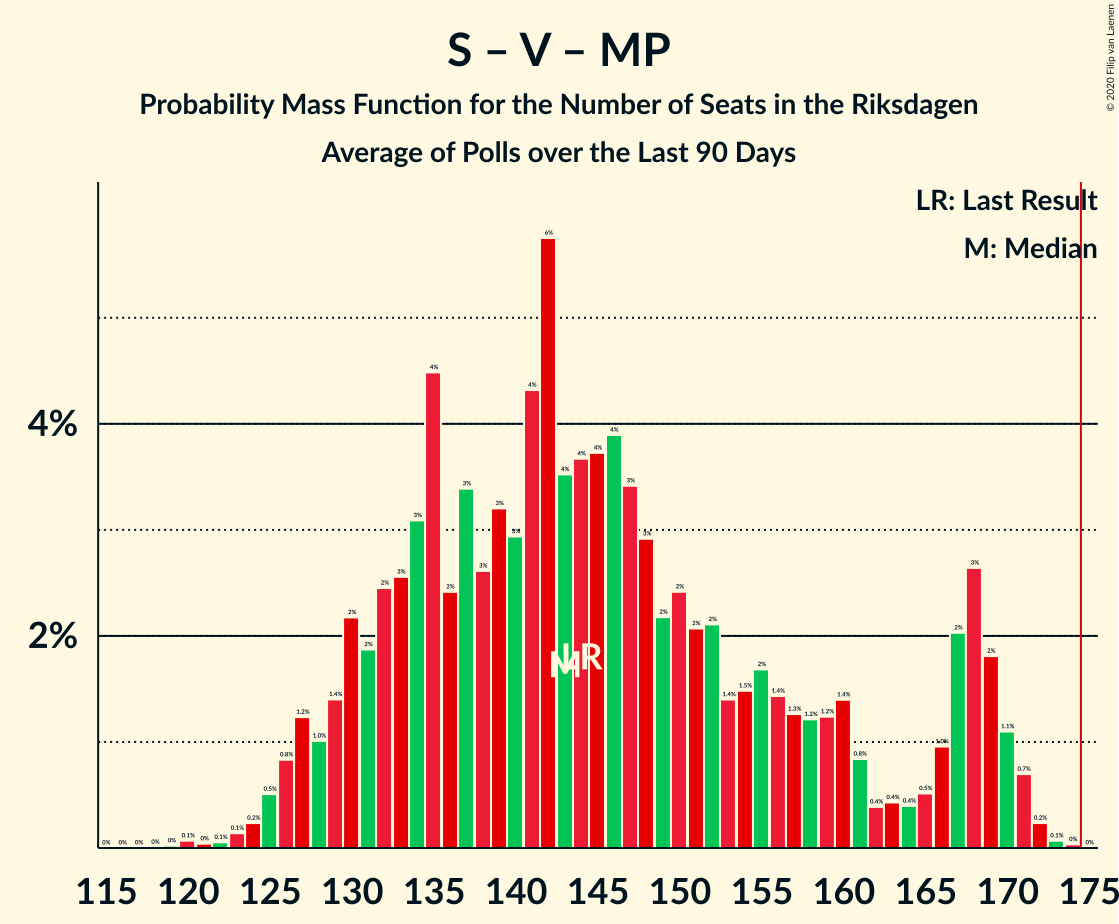 S – V – MP
Probability Mass Function for the Number of Seats in the Riksdagen
Average of Polls over the Last 90 Days
© 2020 Filip van Laenen
LR: Last Result
M: Median
4%
2%
0% 0% 0% 0% 0% 0.1% 0% 0.1% 0.1% 0.2% 0.5% 0.8% 1.2% 1.0% 1.4% 2% 2% 2% 3% 3% 4% 2% 3% 3% 3% 3% 4% 6% 4% 4% 4% 4% 3% 3% 2% 2% 2% 2% 1.4% 1.5% 2% 1.4% 1.3% 1.2% 1.2% 1.4% 0.8% 0.4% 0.4% 0.4% 0.5% 1.0% 2% 3% 2% 1.1% 0.7% 0.2% 0.1% 0% 0%
M LR
115 120 125 130 135 140 145 150 155 160 165 170 175